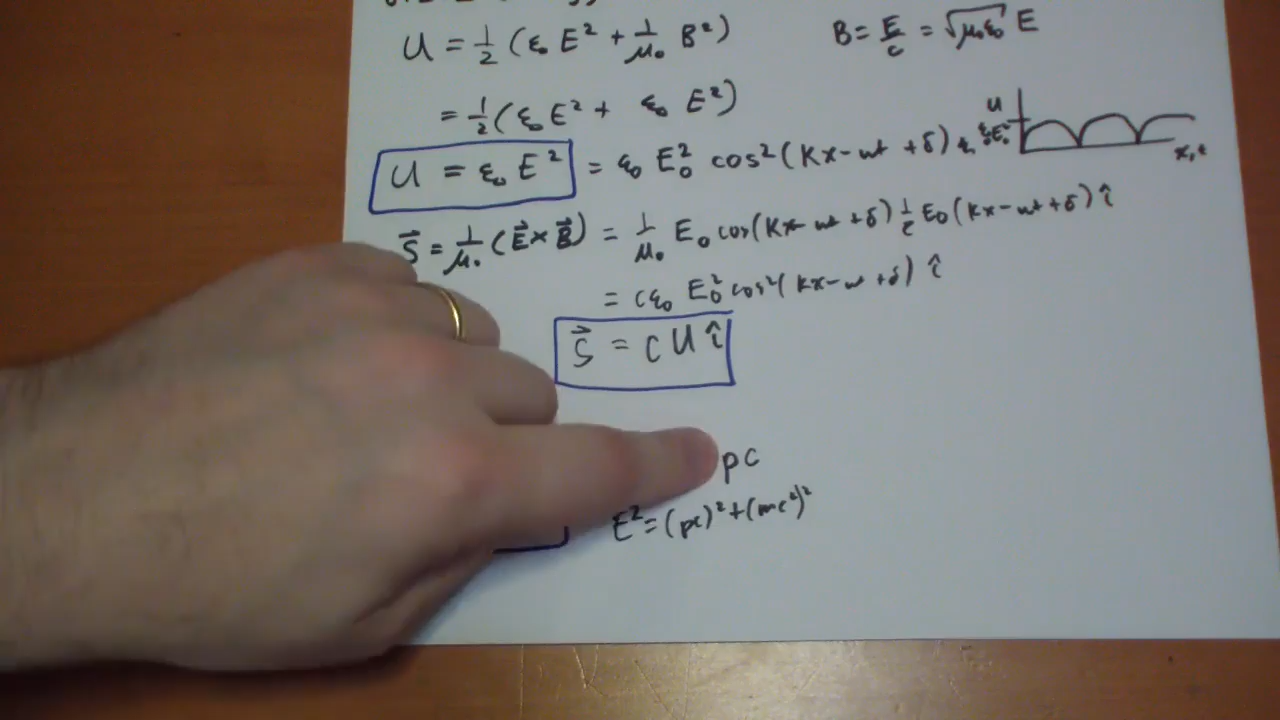 U = 1/2 (ε₀ E² + 1/μ₀ B²)    B = E/c = √μ₀ε₀ E
= 1/2 (ε₀ E² + ε₀ E²)
U = ε₀ E² = ε₀ E₀² cos²(kx - ωt + δ)
U
ε₀E₀²
x, t
S⃗ = 1/μ₀ (E⃗ × B⃗) = 1/μ₀ E₀ cos(kx - ωt + δ) 1/c E₀ (kx - ωt + δ) î
= cε₀ E₀² cos²(kx - ωt + δ) î
S⃗ = c U î
pc
E² = (pc)² + (mc²)²